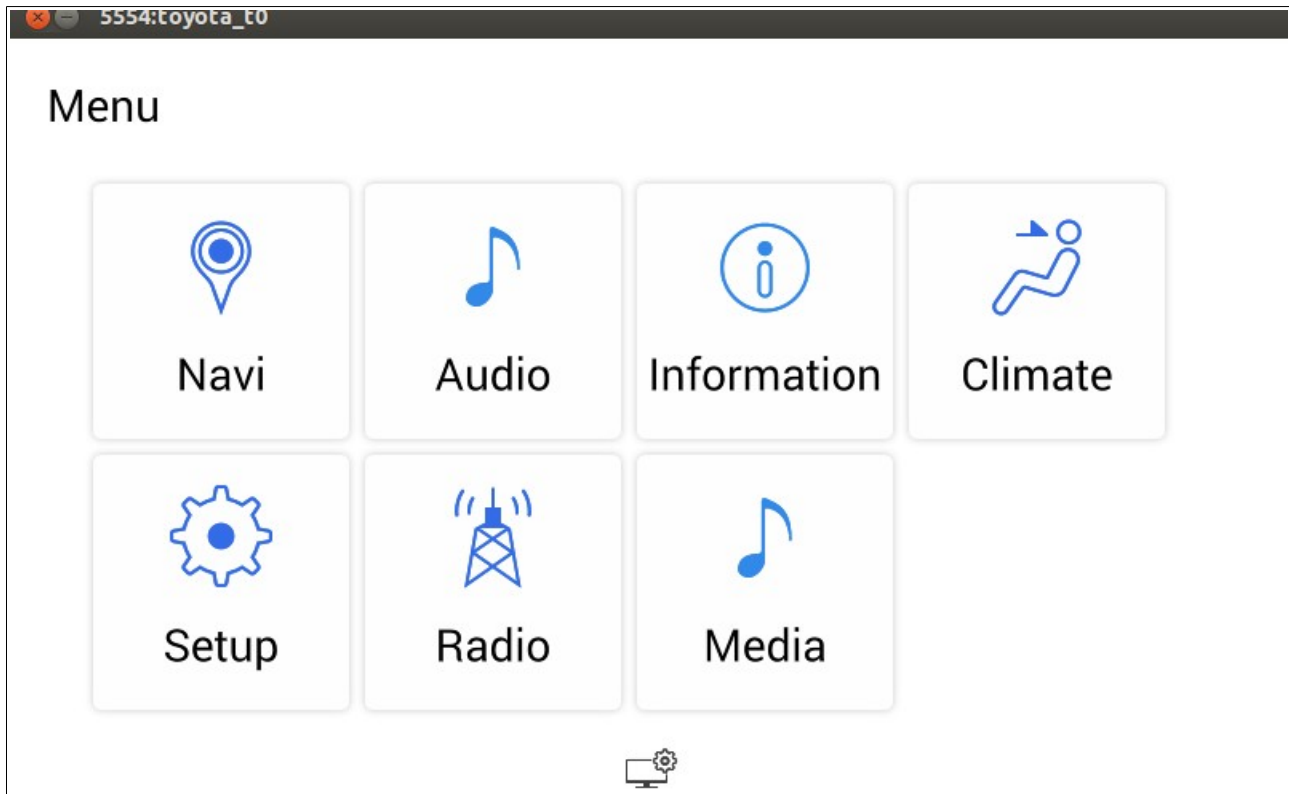 5554:toyota_t0
Menu
Navi
Audio
Information
Climate
Setup
Radio
Media